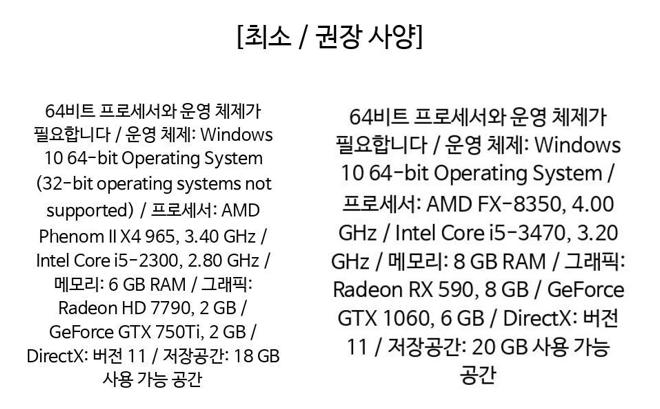 [최소 / 권장 사양]
64비트 프로세서와 운영 체제가
필요합니다 / 운영 체제: Windows
10 64-bit Operating System
(32-bit operating systems not
supported) / 프로세서: AMD
Phenom II X4 965, 3.40 GHz /
Intel Core i5-2300, 2.80 GHz /
메모리: 6 GB RAM / 그래픽:
Radeon HD 7790, 2 GB /
GeForce GTX 750Ti, 2 GB /
DirectX: 버전 11 / 저장공간: 18 GB
사용 가능 공간
64비트 프로세서와 운영 체제가
필요합니다 / 운영 체제: Windows
10 64-bit Operating System /
프로세서: AMD FX-8350, 4.00
GHz / Intel Core i5-3470, 3.20
GHz / 메모리: 8 GB RAM / 그래픽:
Radeon RX 590, 8 GB / GeForce
GTX 1060, 6 GB / DirectX: 버전
11 / 저장공간: 20 GB 사용 가능
공간